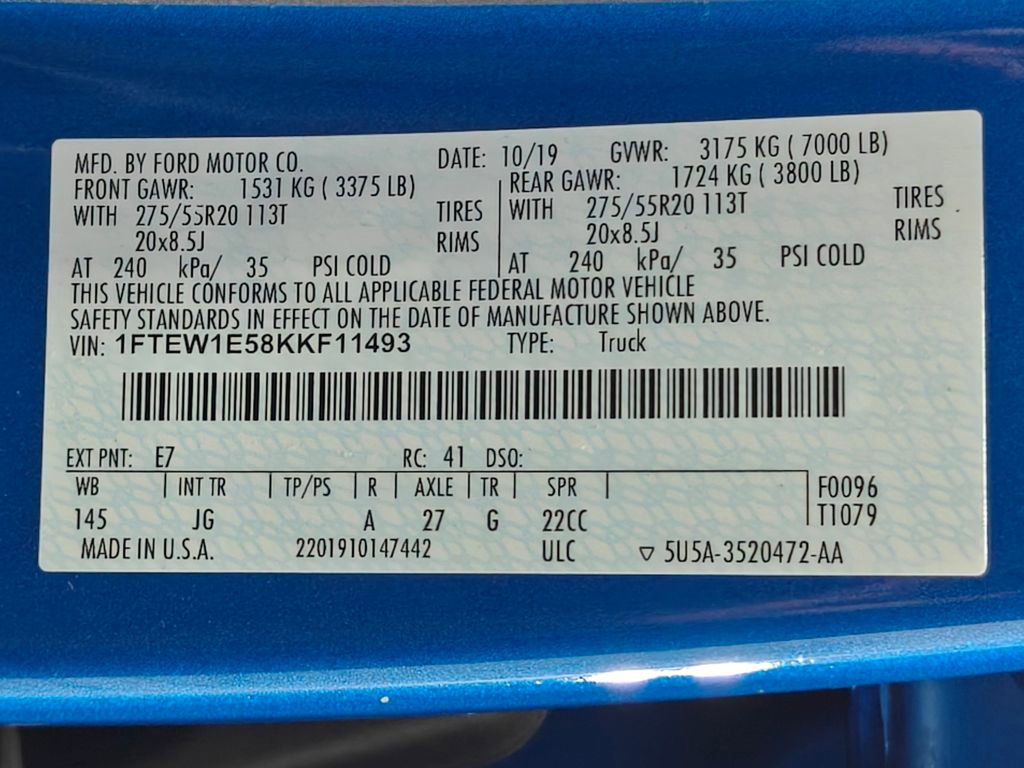 MFD. BY FORD MOTOR CO. DATE: 10/19 GVWR: 3175 KG ( 7000 LB)
FRONT GAWR: 1531 KG ( 3375 LB) REAR GAWR: 1724 KG ( 3800 LB)
WITH 275/55R20 113T TIRES WITH 275/55R20 113T TIRES
20x8.5J RIMS 20x8.5J RIMS
AT 240 kPa/ 35 PSI COLD AT 240 kPa/ 35 PSI COLD
THIS VEHICLE CONFORMS TO ALL APPLICABLE FEDERAL MOTOR VEHICLE
SAFETY STANDARDS IN EFFECT ON THE DATE OF MANUFACTURE SHOWN ABOVE.
VIN: 1FTEW1E58KKF11493 TYPE: Truck
EXT PNT: E7 RC: 41 DSO:
WB INT TR TP/PS R AXLE TR SPR F0096
145 JG A 27 G 22CC T1079
MADE IN U.S.A. 2201910147442 ULC ▽ 5U5A-3520472-AA